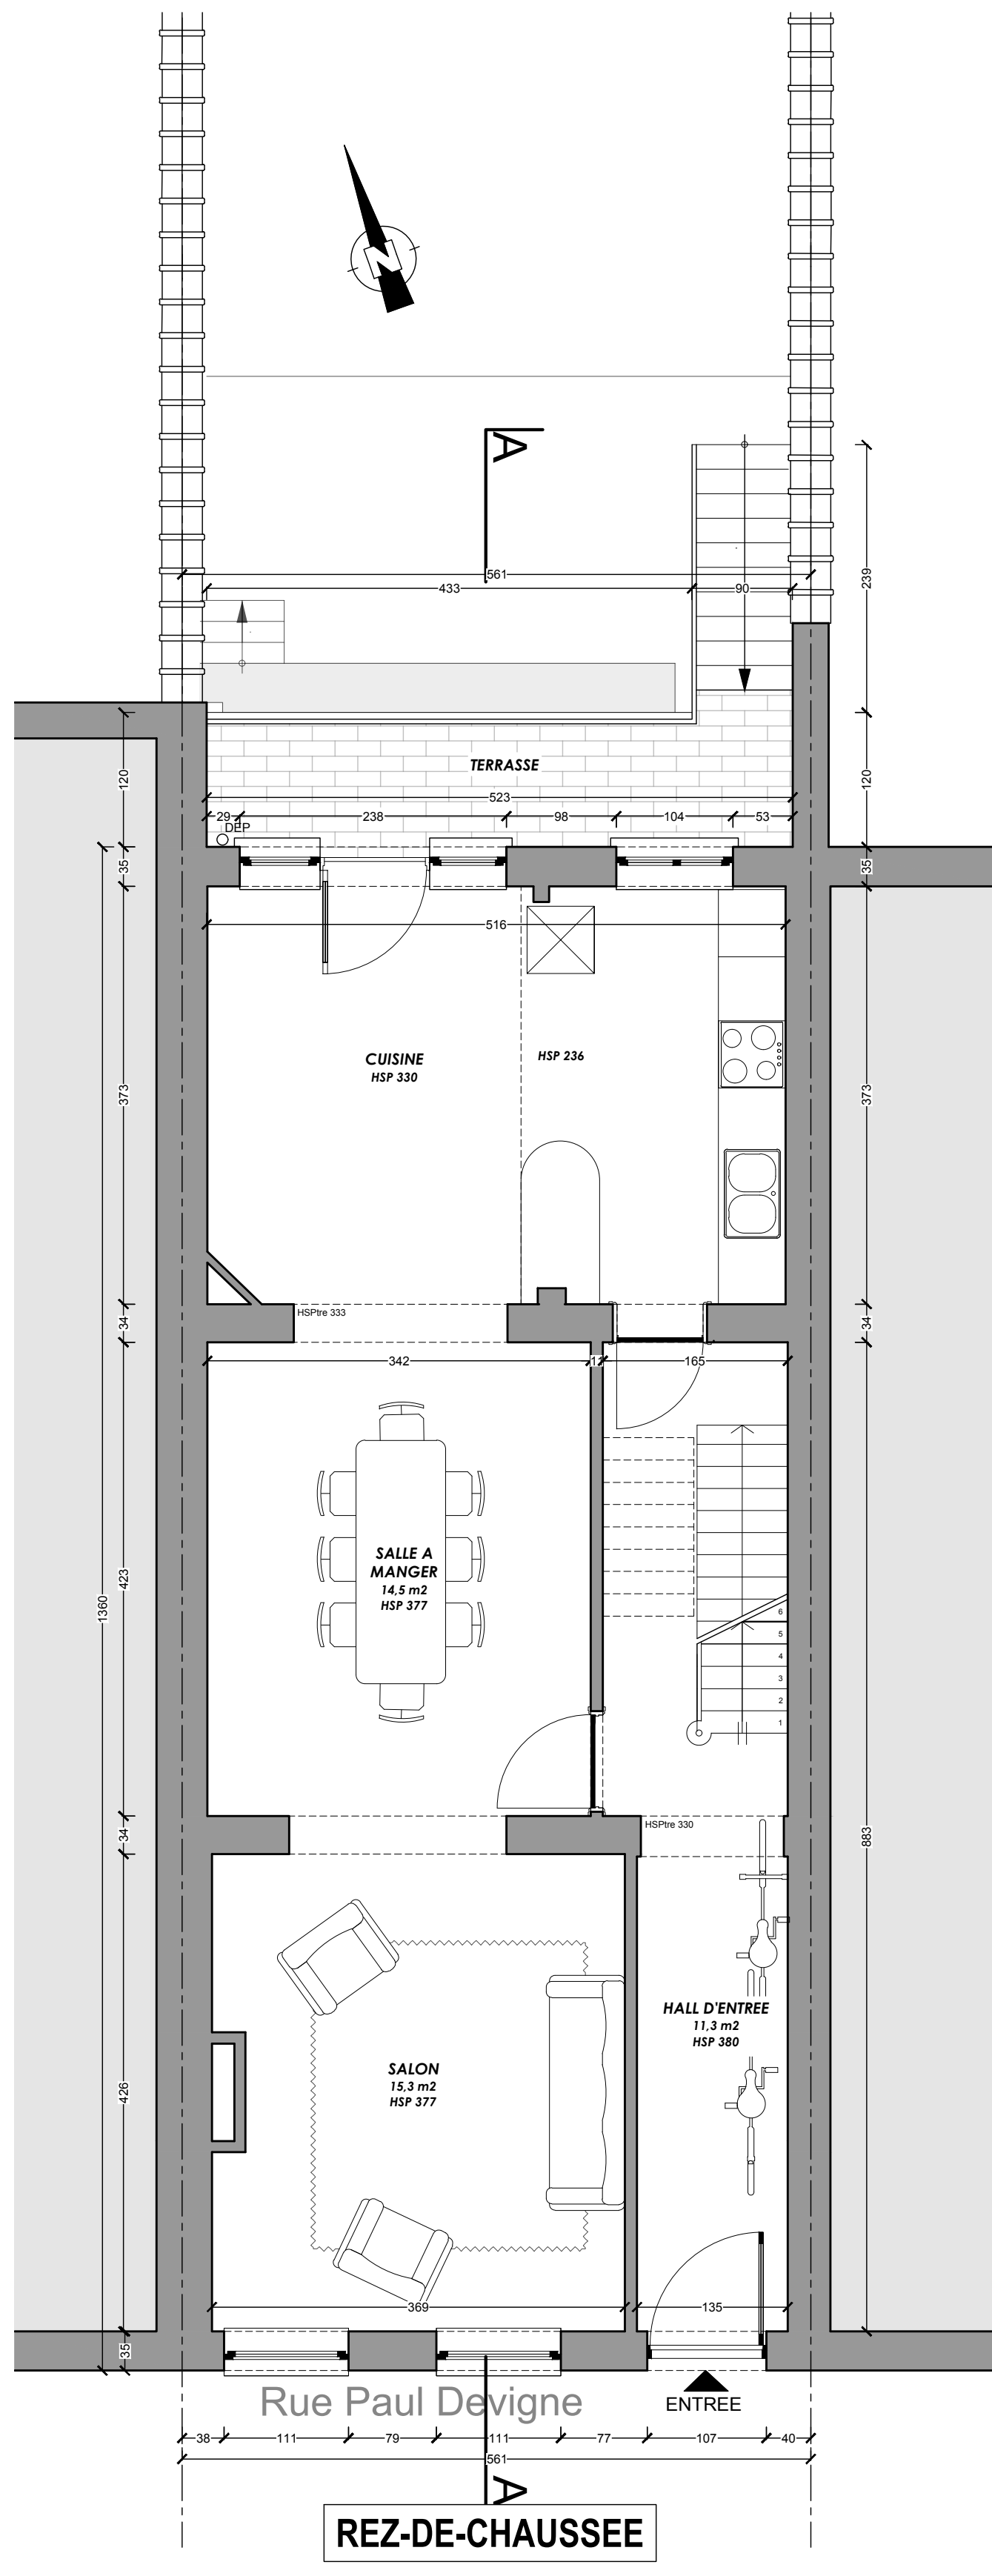 N
A
561
433
90
239
TERRASSE
523
29
238
98
104
53
DEP
120
120
35
35
516
CUISINE
HSP 330
HSP 236
373
373
HSPtre 333
34
34
342
12
165
SALLE A
MANGER
14,5 m2
HSP 377
423
1360
6
5
4
3
2
1
34
HSPtre 330
883
HALL D'ENTREE
11,3 m2
HSP 380
SALON
15,3 m2
HSP 377
426
369
135
35
Rue Paul Devigne
ENTREE
38
111
79
111
77
107
40
561
A
REZ-DE-CHAUSSEE